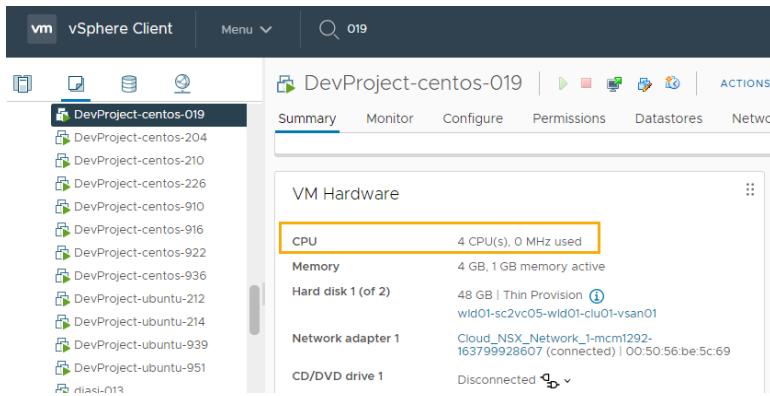 vm vSphere Client Menu 019
DevProject-centos-019 ACTIONS
Summary Monitor Configure Permissions Datastores Netwo
DevProject-centos-019
DevProject-centos-204
DevProject-centos-210
DevProject-centos-226
DevProject-centos-910
DevProject-centos-916
DevProject-centos-922
DevProject-centos-936
DevProject-ubuntu-212
DevProject-ubuntu-214
DevProject-ubuntu-939
DevProject-ubuntu-951
diasi-013
VM Hardware
CPU 4 CPU(s), 0 MHz used
Memory 4 GB, 1 GB memory active
Hard disk 1 (of 2) 48 GB | Thin Provision
wld01-sc2vc05-wld01-clu01-vsan01
Network adapter 1 Cloud_NSX_Network_1-mcm1292-
163799928607 (connected) | 00:50:56:be:5c:69
CD/DVD drive 1 Disconnected